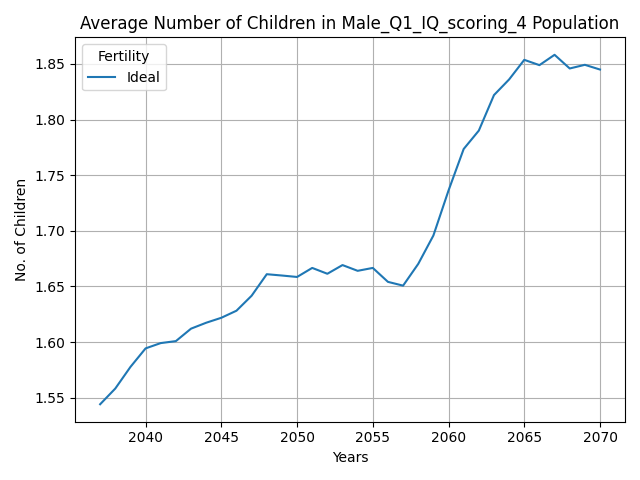 Average Number of Children in Male_Q1_IQ_scoring_4 Population
Fertility
Ideal
No. of Children
1.85
1.80
1.75
1.70
1.65
1.60
1.55
2040 2045 2050 2055 2060 2065 2070
Years